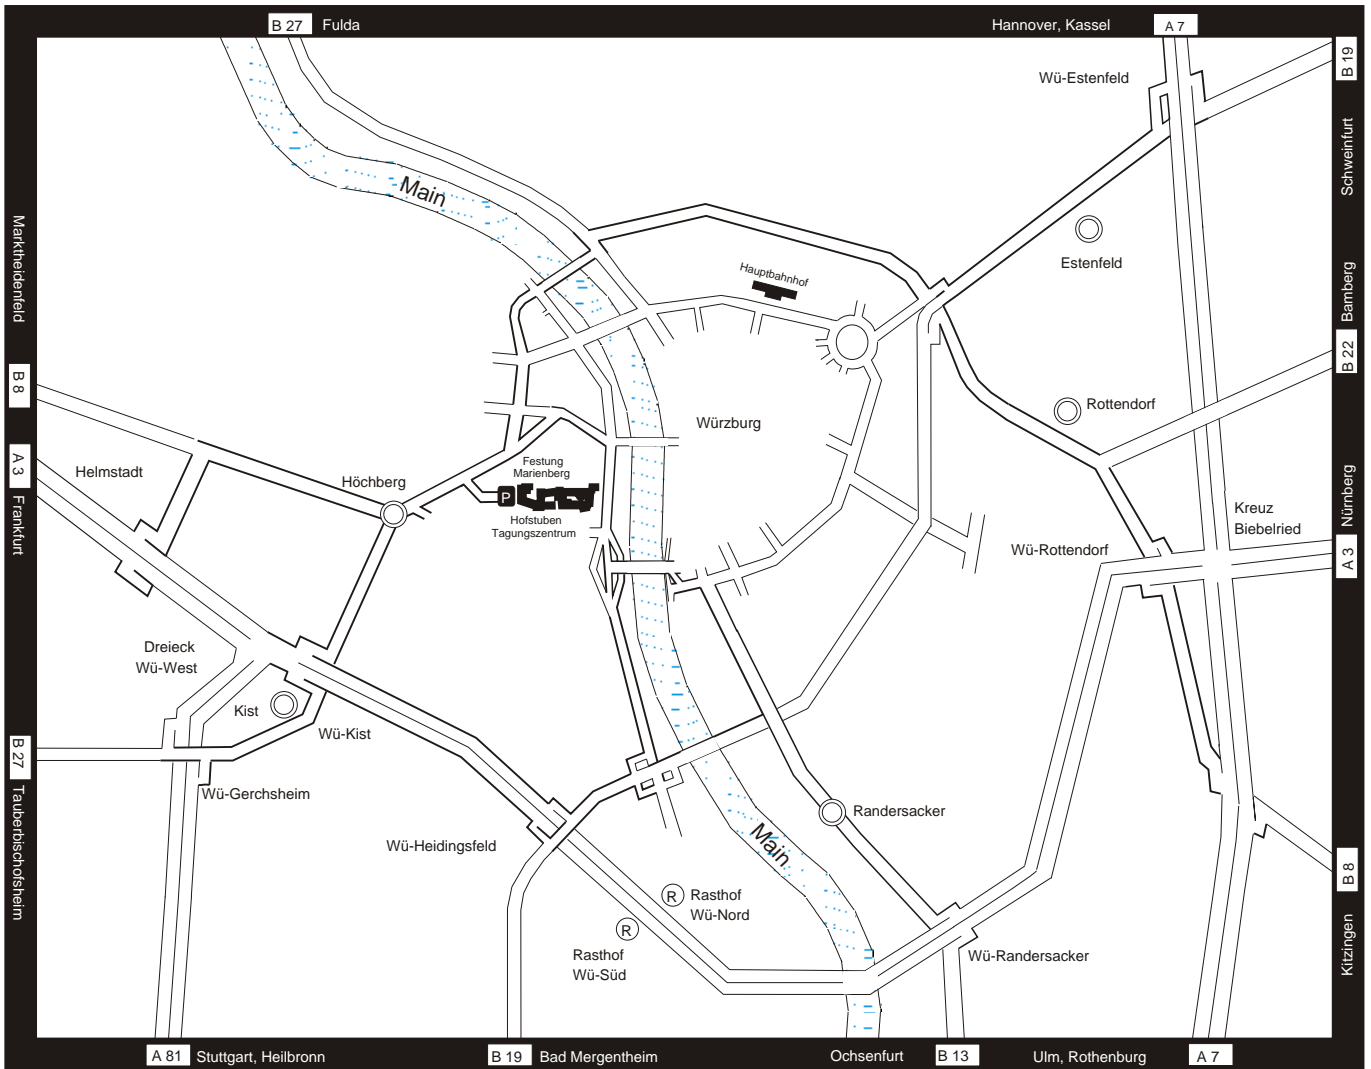 B 27
Fulda
Hannover, Kassel
A 7
Wü-Estenfeld
B 19
Schweinfurt
Main
Marktheidenfeld
Hauptbahnhof
Estenfeld
Bamberg
B 22
B 8
Rottendorf
Würzburg
A 3
Frankfurt
Helmstadt
Höchberg
Festung
Marienberg
P
Hofstuben
Tagungszentrum
Nürnberg
Kreuz
Biebelried
Wü-Rottendorf
A 3
Dreieck
Wü-West
Kist
Wü-Kist
B 27
Tauberbischofsheim
Wü-Gerchsheim
Wü-Heidingsfeld
Main
Randersacker
B 8
Kitzingen
R
Rasthof
Wü-Nord
R
Rasthof
Wü-Süd
Wü-Randersacker
A 81
Stuttgart, Heilbronn
B 19
Bad Mergentheim
Ochsenfurt
B 13
Ulm, Rothenburg
A 7